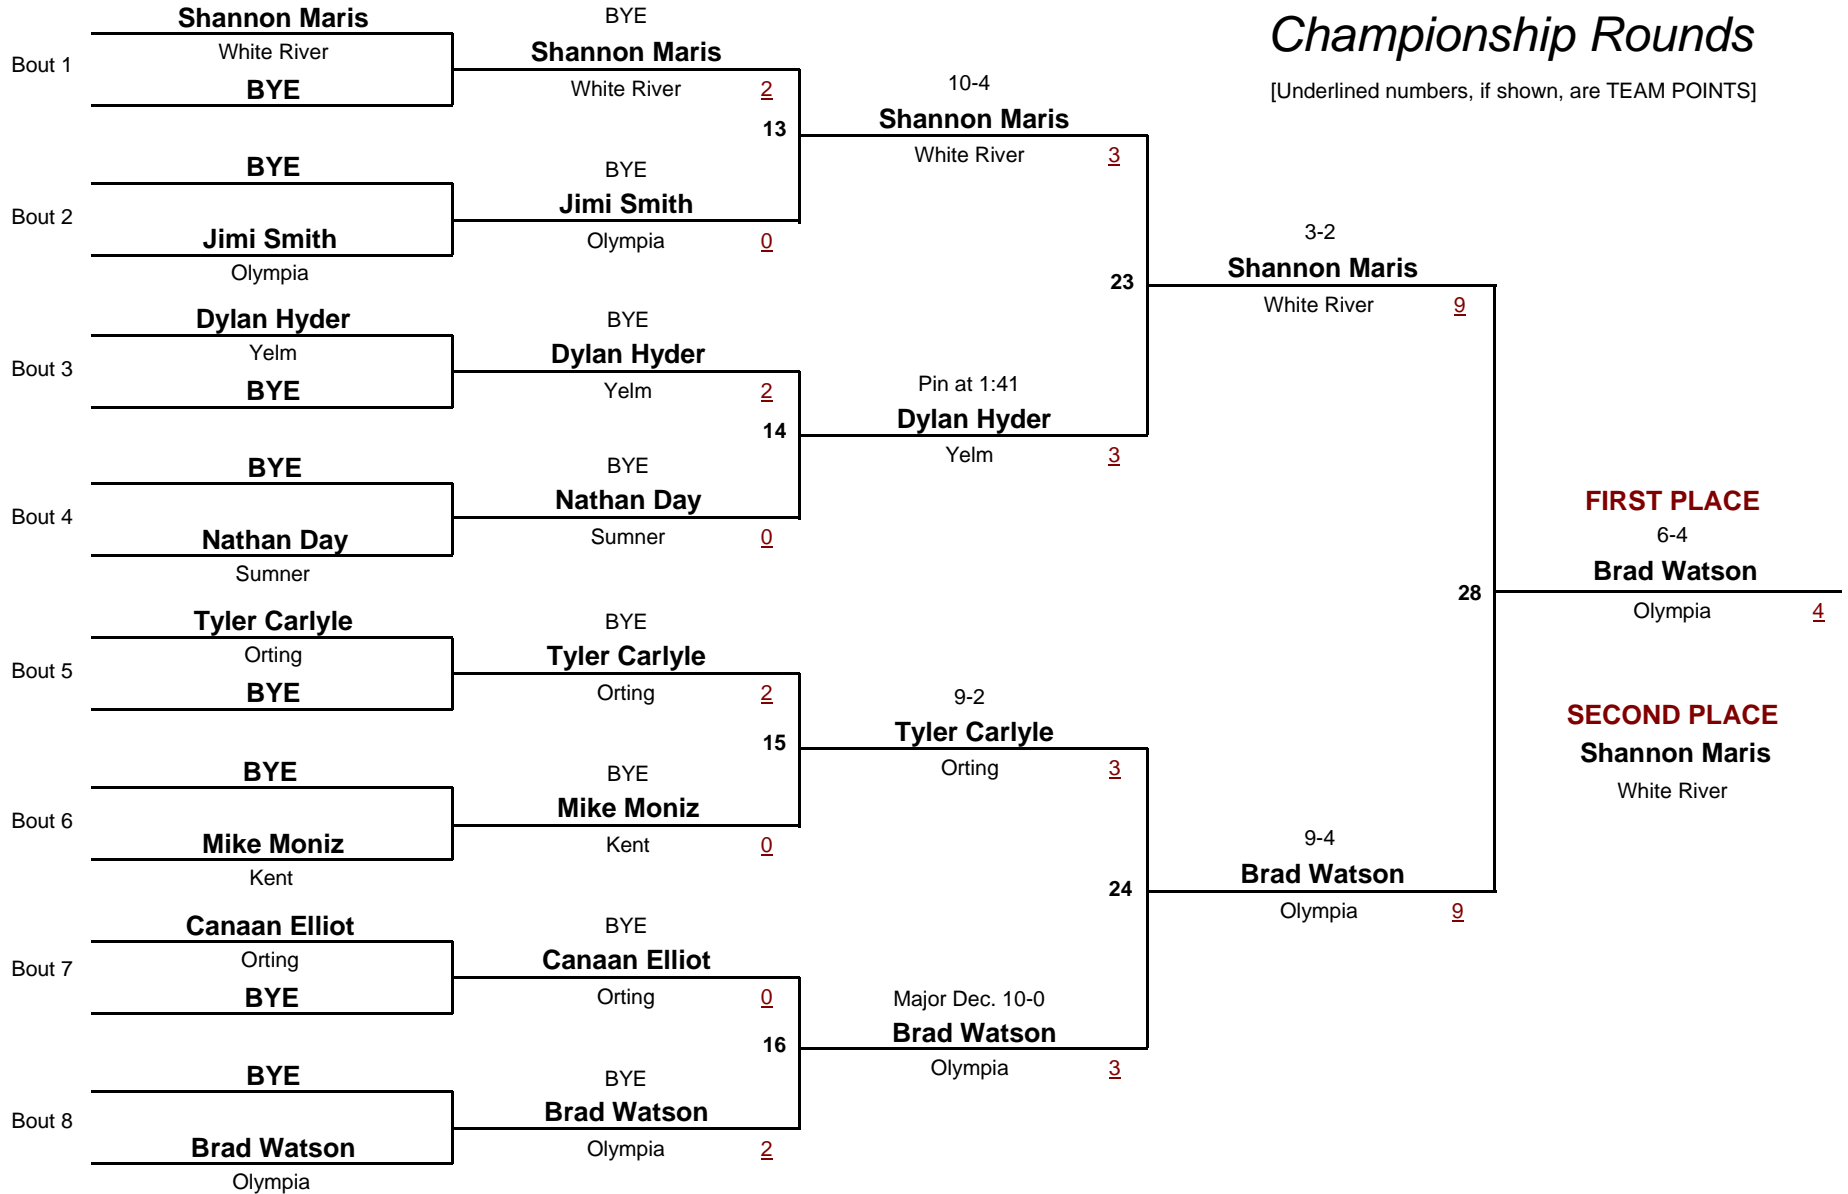 Championship Rounds
[Underlined numbers, if shown, are TEAM POINTS]
Bout 1
Shannon Maris
White River
BYE
Bout 2
BYE
Jimi Smith
Olympia
Bout 3
Dylan Hyder
Yelm
BYE
Bout 4
BYE
Nathan Day
Sumner
Bout 5
Tyler Carlyle
Orting
BYE
Bout 6
BYE
Mike Moniz
Kent
Bout 7
Canaan Elliot
Orting
BYE
Bout 8
BYE
Brad Watson
Olympia
BYE
Shannon Maris
White River 2
13
BYE
Jimi Smith
Olympia 0
BYE
Dylan Hyder
Yelm 2
14
BYE
Nathan Day
Sumner 0
BYE
Tyler Carlyle
Orting 2
15
BYE
Mike Moniz
Kent 0
BYE
Canaan Elliot
Orting 0
16
BYE
Brad Watson
Olympia 2
10-4
Shannon Maris
White River 3
23
Pin at 1:41
Dylan Hyder
Yelm 3
9-2
Tyler Carlyle
Orting 3
24
Major Dec. 10-0
Brad Watson
Olympia 3
3-2
Shannon Maris
White River 9
28
9-4
Brad Watson
Olympia 9
FIRST PLACE
6-4
Brad Watson
Olympia 4
SECOND PLACE
Shannon Maris
White River